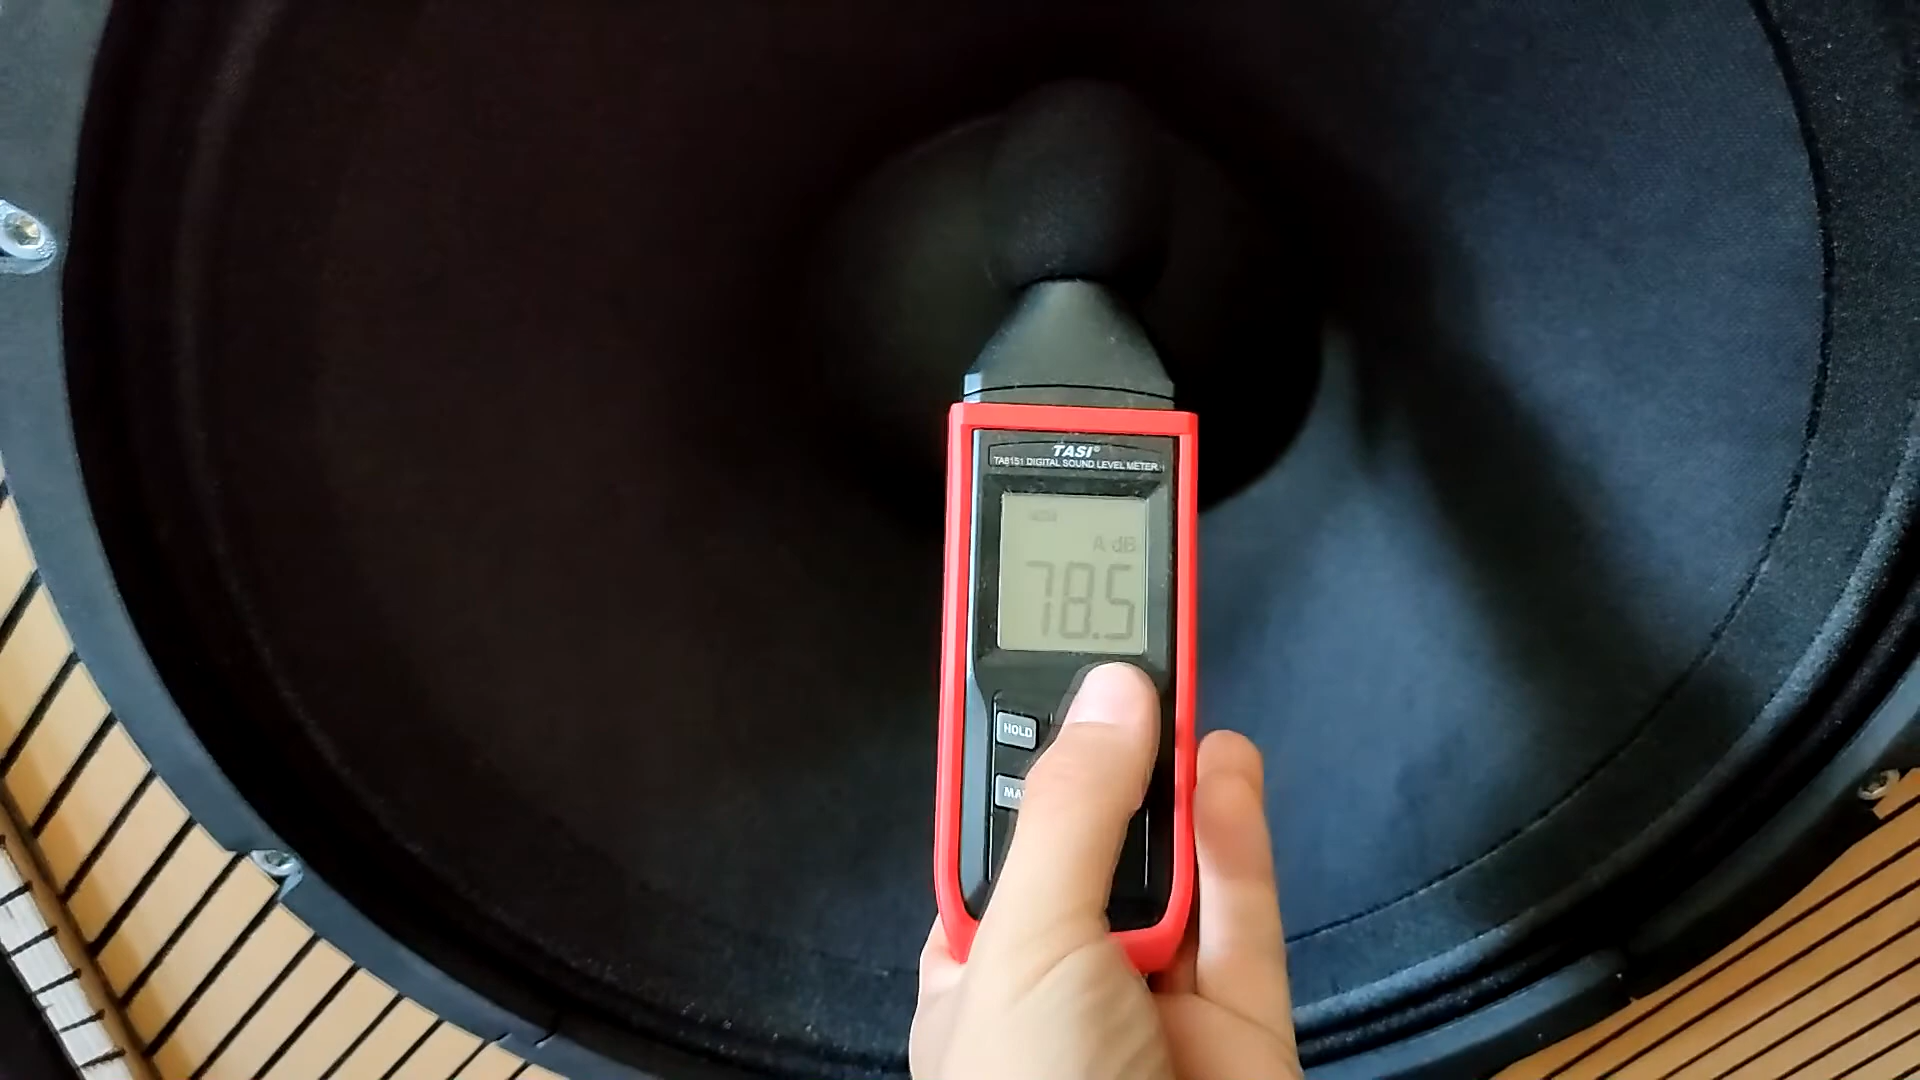 TASI®
TA8151 DIGITAL SOUND LEVEL METER
A dB
78.5
HOLD